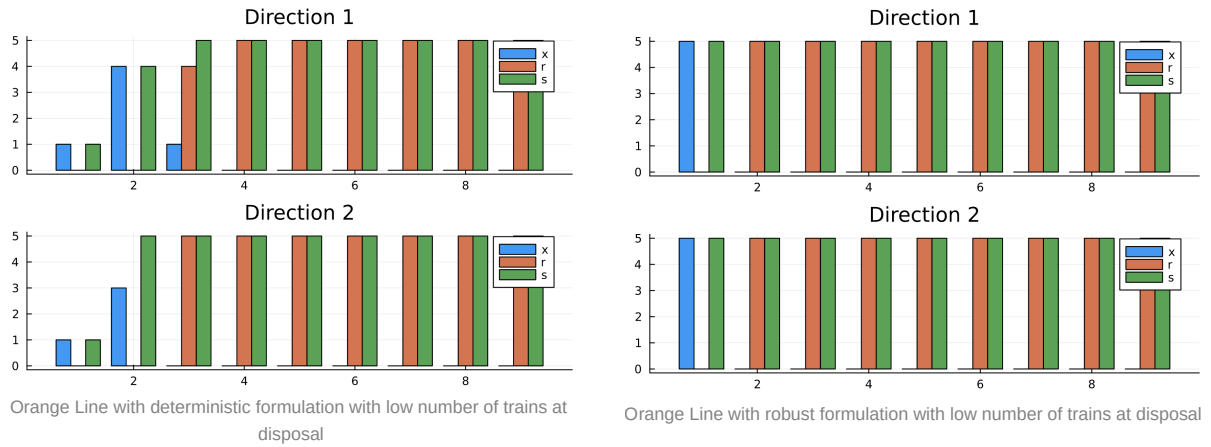 Direction 1
5
4
3
2
1
0
2
4
6
8
x
r
s
Direction 2
5
4
3
2
1
0
2
4
6
8
x
r
s
Orange Line with deterministic formulation with low number of trains at
disposal
Direction 1
5
4
3
2
1
0
2
4
6
8
x
r
s
Direction 2
5
4
3
2
1
0
2
4
6
8
x
r
s
Orange Line with robust formulation with low number of trains at disposal